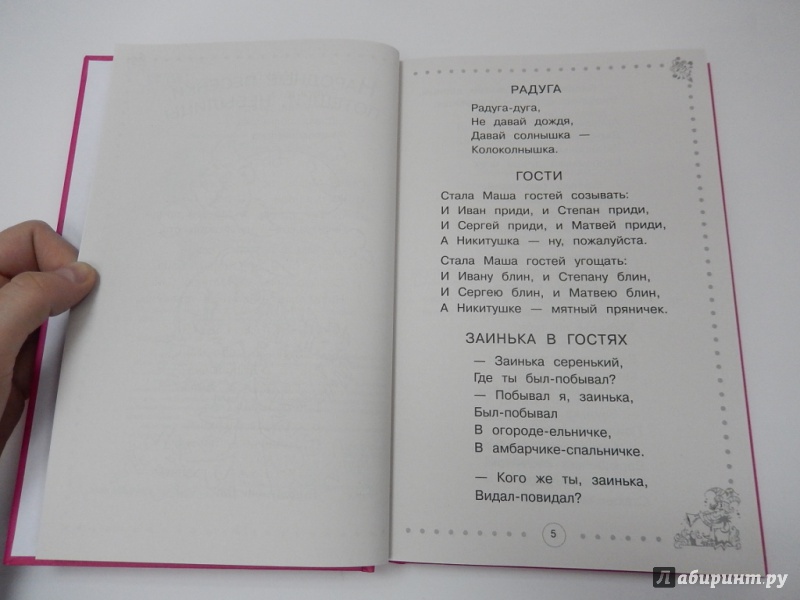 РАДУГА
Радуга-дуга,
Не давай дождя,
Давай солнышка —
Колоколнышка.
ГОСТИ
Стала Маша гостей созывать:
И Иван приди, и Степан приди,
И Сергей приди, и Матвей приди,
А Никитушка — ну, пожалуйста.
Стала Маша гостей угощать:
И Ивану блин, и Степану блин,
И Сергею блин, и Матвею блин,
А Никитушке — мятный пряничек.
ЗАИНЬКА В ГОСТЯХ
— Заинька серенький,
Где ты был-побывал?
— Побывал я, заинька,
Был-побывал
В огороде-ельничке,
В амбарчике-спальничке.
— Кого же ты, заинька,
Видал-повидал?
5
Лабиринт.ру